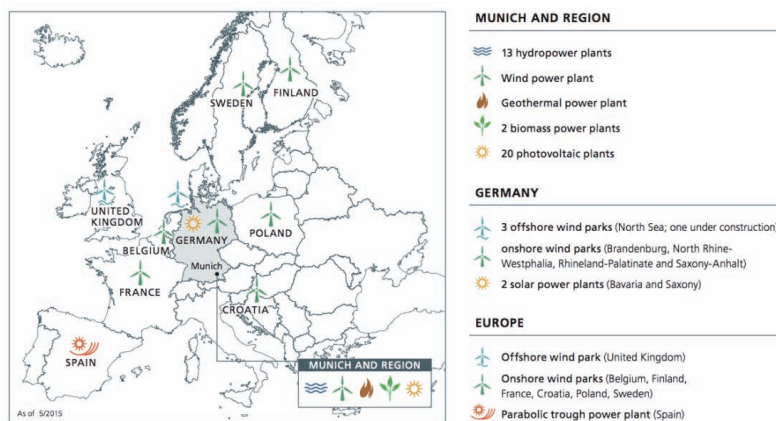 SWEDEN
FINLAND
UNITED
KINGDOM
BELGIUM
GERMANY
POLAND
Munich
FRANCE
CROATIA
SPAIN
MUNICH AND REGION
As of 5/2015
MUNICH AND REGION
13 hydropower plants
Wind power plant
Geothermal power plant
2 biomass power plants
20 photovoltaic plants
GERMANY
3 offshore wind parks (North Sea; one under construction)
onshore wind parks (Brandenburg, North Rhine-
Westphalia, Rhineland-Palatinate and Saxony-Anhalt)
2 solar power plants (Bavaria and Saxony)
EUROPE
Offshore wind park (United Kingdom)
Onshore wind parks (Belgium, Finland,
France, Croatia, Poland, Sweden)
Parabolic trough power plant (Spain)